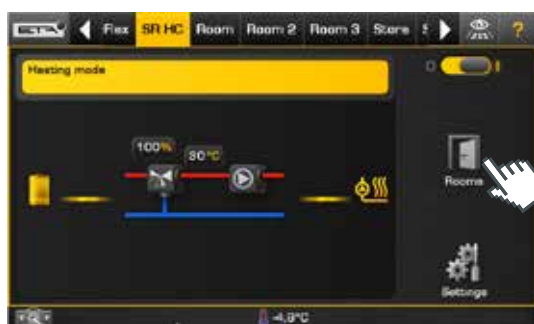 Flex SR HC Room Room 2 Room 3 Store
?
Heating mode
0 I
100% 80°C
Rooms
Settings
-4,9°C